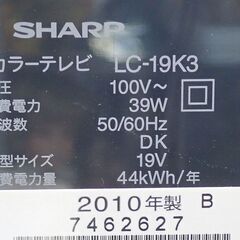 SHARP
カラーテレビ LC-19K3
圧 100V～
費電力 39W
波数 50/60Hz
DK
型サイズ 19V
費電力量 44kWh/年
2010年製 B
7462627